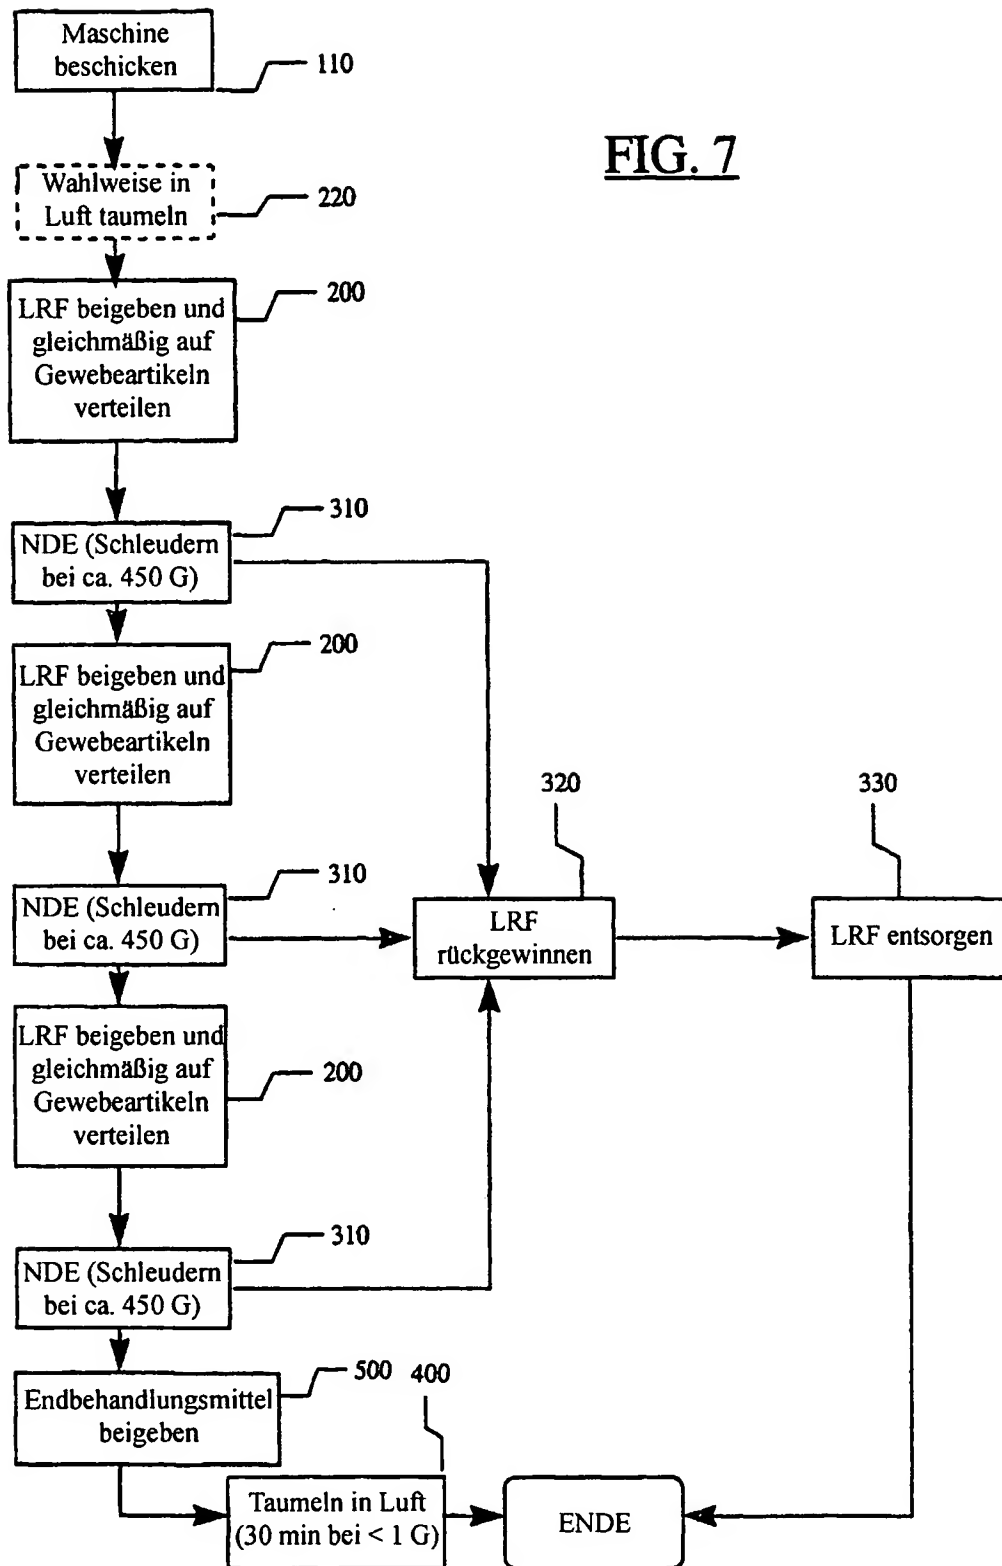 Maschine
beschicken
110
FIG. 7
Wahlweise in
Luft taumeln
220
LRF beigeben und
gleichmäßig auf
Gewebeartikeln
verteilen
200
NDE (Schleudern
bei ca. 450 G)
310
LRF beigeben und
gleichmäßig auf
Gewebeartikeln
verteilen
200
NDE (Schleudern
bei ca. 450 G)
310
LRF
rückgewinnen
320
LRF entsorgen
330
LRF beigeben und
gleichmäßig auf
Gewebeartikeln
verteilen
200
NDE (Schleudern
bei ca. 450 G)
310
Endbehandlungsmittel
beigeben
500
Taumeln in Luft
(30 min bei < 1 G)
400
ENDE